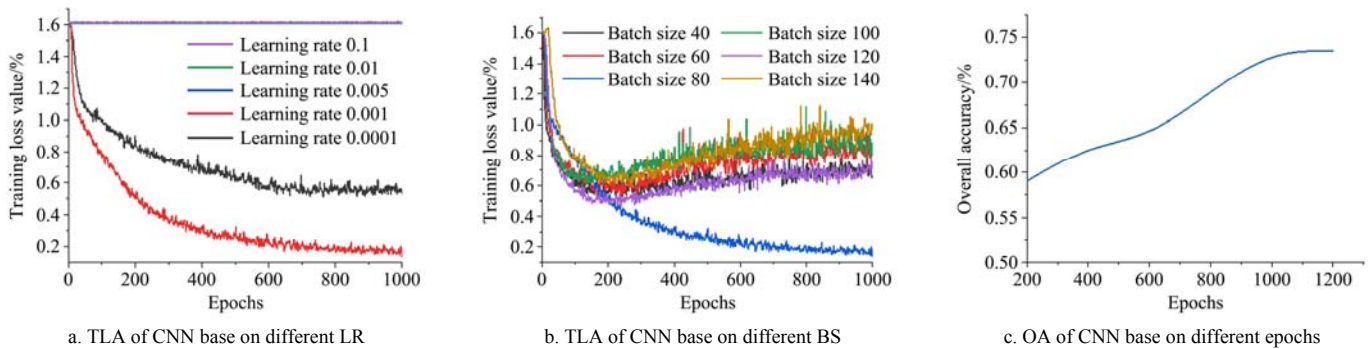 Training loss value/%
1.6
1.4
1.2
1.0
0.8
0.6
0.4
0.2
Learning rate 0.1
Learning rate 0.01
Learning rate 0.005
Learning rate 0.001
Learning rate 0.0001
0 200 400 600 800 1000
Epochs
a. TLA of CNN base on different LR
Training loss value/%
1.6
1.4
1.2
1.0
0.8
0.6
0.4
0.2
Batch size 40 Batch size 100
Batch size 60 Batch size 120
Batch size 80 Batch size 140
0 200 400 600 800 1000
Epochs
b. TLA of CNN base on different BS
Overall accuracy/%
0.75
0.70
0.65
0.60
0.55
0.50
200 400 600 800 1000 1200
Epochs
c. OA of CNN base on different epochs